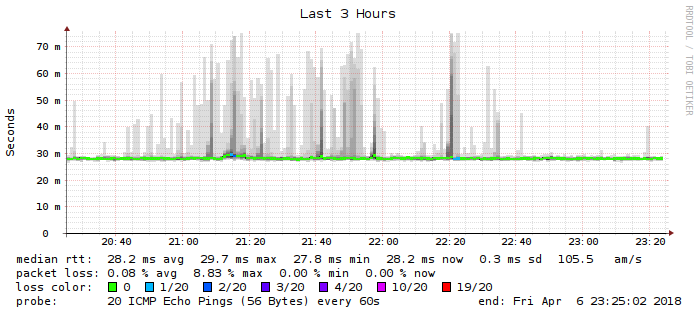 Last 3 Hours
RRDTOOL / TOBI OETIKER
Seconds
70 m
60 m
50 m
40 m
30 m
20 m
10 m
0
20:40 21:00 21:20 21:40 22:00 22:20 22:40 23:00 23:20
median rtt: 28.2 ms avg 29.7 ms max 27.8 ms min 28.2 ms now 0.3 ms sd 105.5 am/s
packet loss: 0.08 % avg 8.83 % max 0.00 % min 0.00 % now
loss color: 0 1/20 2/20 3/20 4/20 10/20 19/20
probe: 20 ICMP Echo Pings (56 Bytes) every 60s end: Fri Apr 6 23:25:02 2018